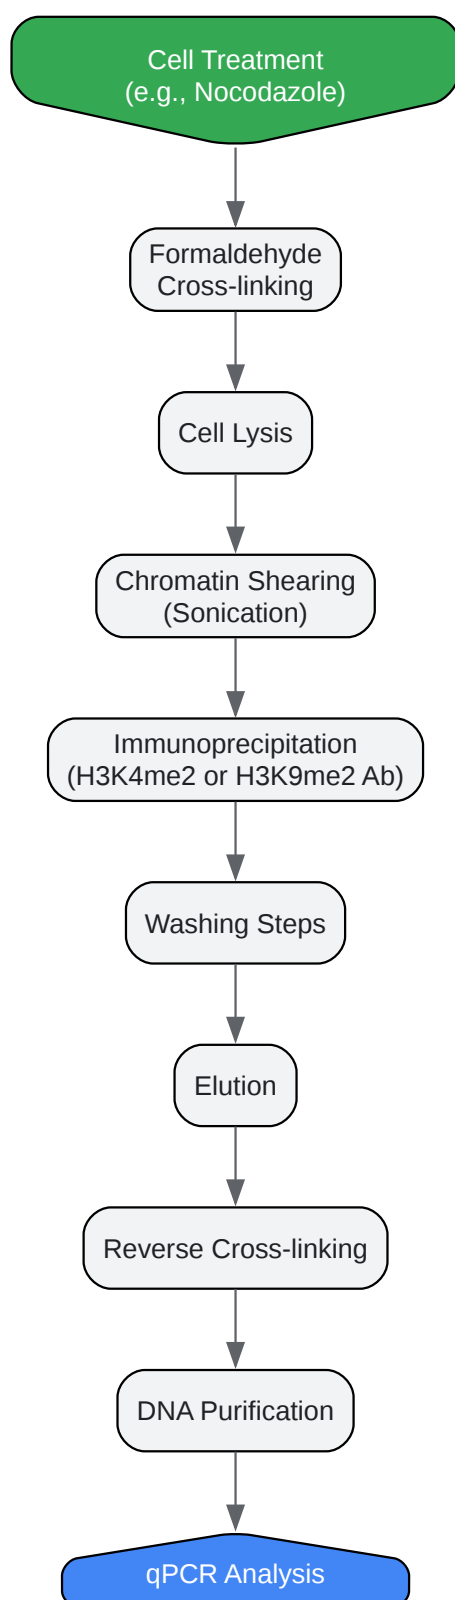 Cell Treatment
(e.g., Nocodazole)
Formaldehyde
Cross-linking
Cell Lysis
Chromatin Shearing
(Sonication)
Immunoprecipitation
(H3K4me2 or H3K9me2 Ab)
Washing Steps
Elution
Reverse Cross-linking
DNA Purification
qPCR Analysis